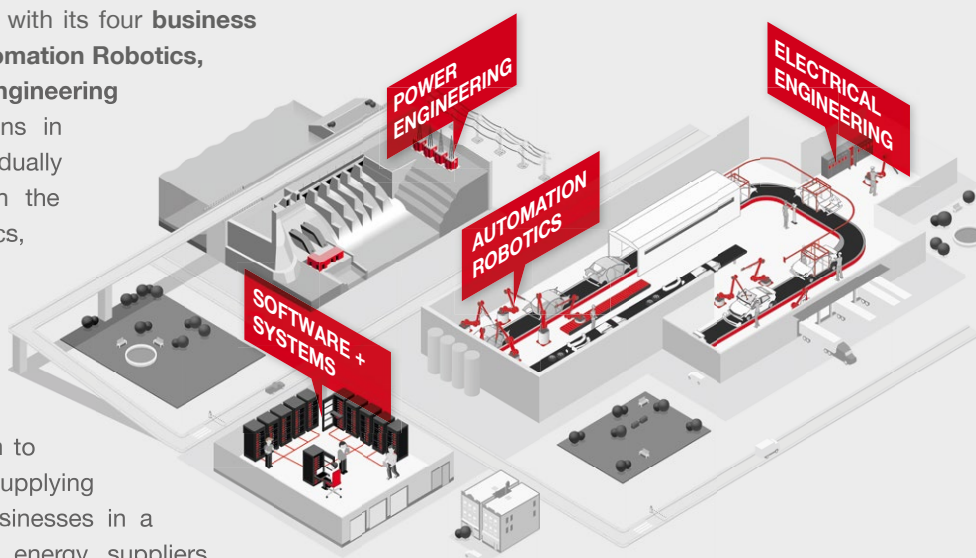 with its four business
omation Robotics,
ngineering
ns in
dually
the
cs,
to
upplying
sinesses in a
energy suppliers
POWER
ENGINEERING
ELECTRICAL
ENGINEERING
AUTOMATION
ROBOTICS
SOFTWARE +
SYSTEMS